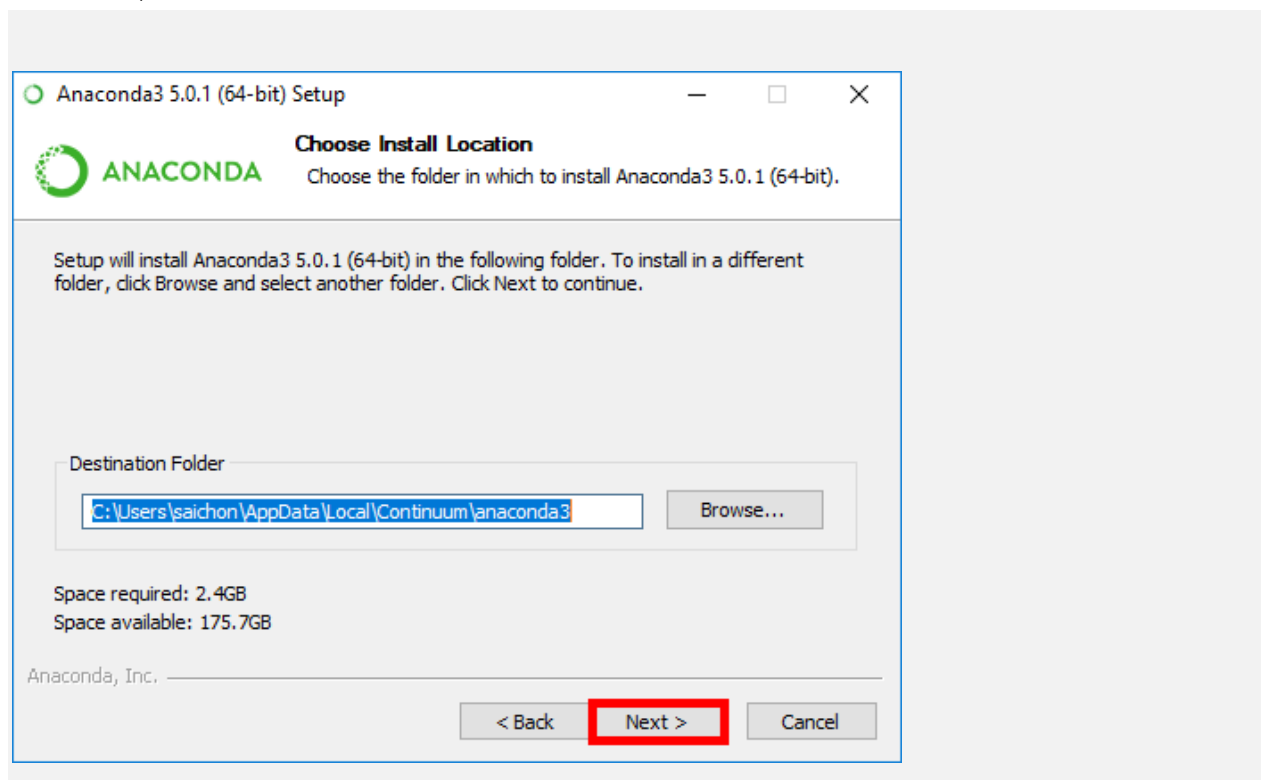 Anaconda3 5.0.1 (64-bit) Setup
ANACONDA
Choose Install Location
Choose the folder in which to install Anaconda3 5.0.1 (64-bit).
Setup will install Anaconda3 5.0.1 (64-bit) in the following folder. To install in a different
folder, click Browse and select another folder. Click Next to continue.
Destination Folder
C:\Users\saichon\AppData\Local\Continuum\anaconda3
Browse...
Space required: 2.4GB
Space available: 175.7GB
Anaconda, Inc.
< Back
Next >
Cancel